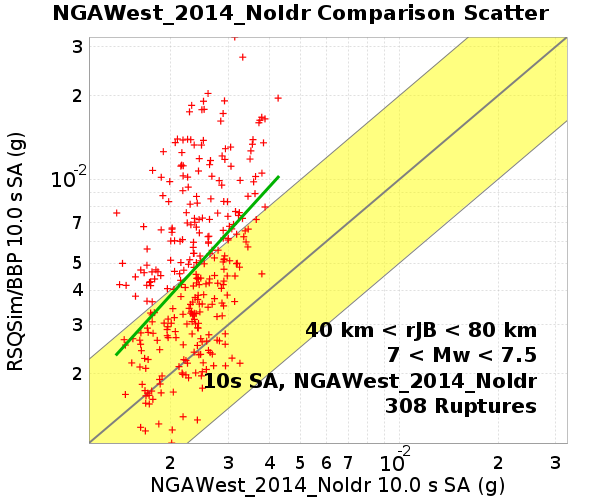 NGAWest_2014_NoIdr Comparison Scatter
RSQSim/BBP 10.0 s SA (g)
3
2
10-2
7
5
4
3
2
40 km < rJB < 80 km
7 < Mw < 7.5
10s SA, NGAWest_2014_NoIdr
308 Ruptures
2 3 4 5 6 7 10-2 2 3
NGAWest_2014_NoIdr 10.0 s SA (g)